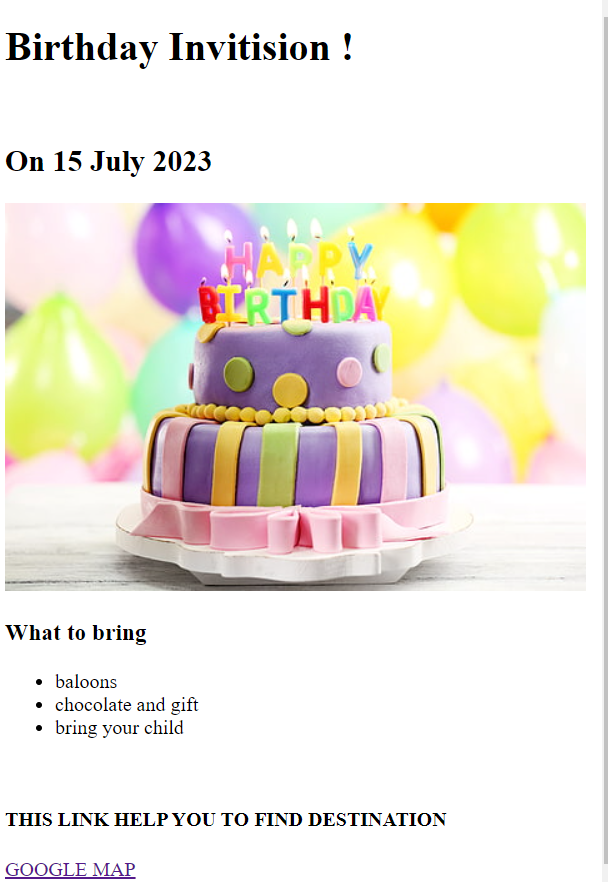 Birthday Invitision !
On 15 July 2023
HAPPY
BIRTHDAY
What to bring
baloons
chocolate and gift
bring your child
THIS LINK HELP YOU TO FIND DESTINATION
GOOGLE MAP